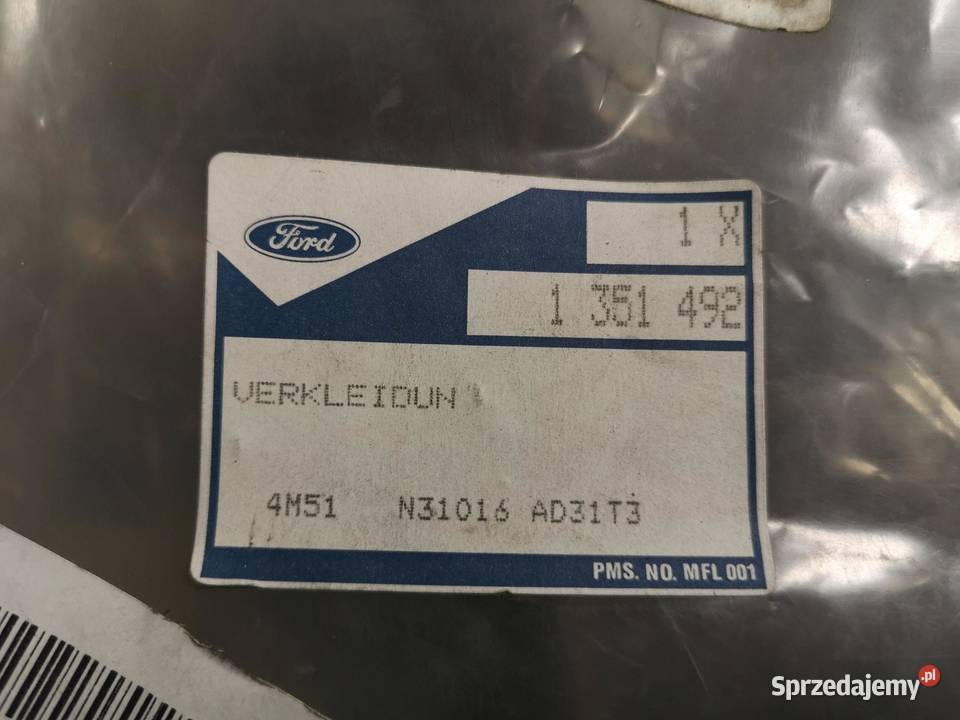 Ford
1 X
1 351 492
VERKLEIDUN
4M51 N31016 AD31T3
PMS. NO. MFL 001
Sprzedajemy.pl